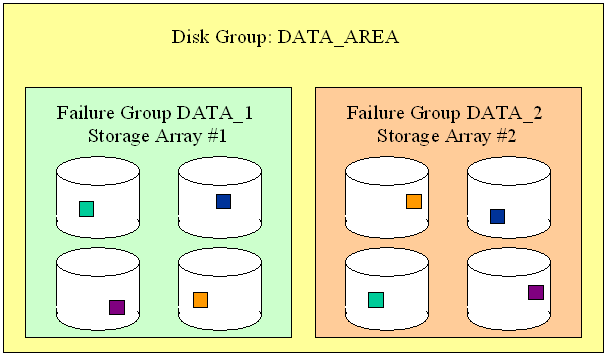 Disk Group: DATA_AREA
Failure Group DATA_1
Storage Array #1
Failure Group DATA_2
Storage Array #2